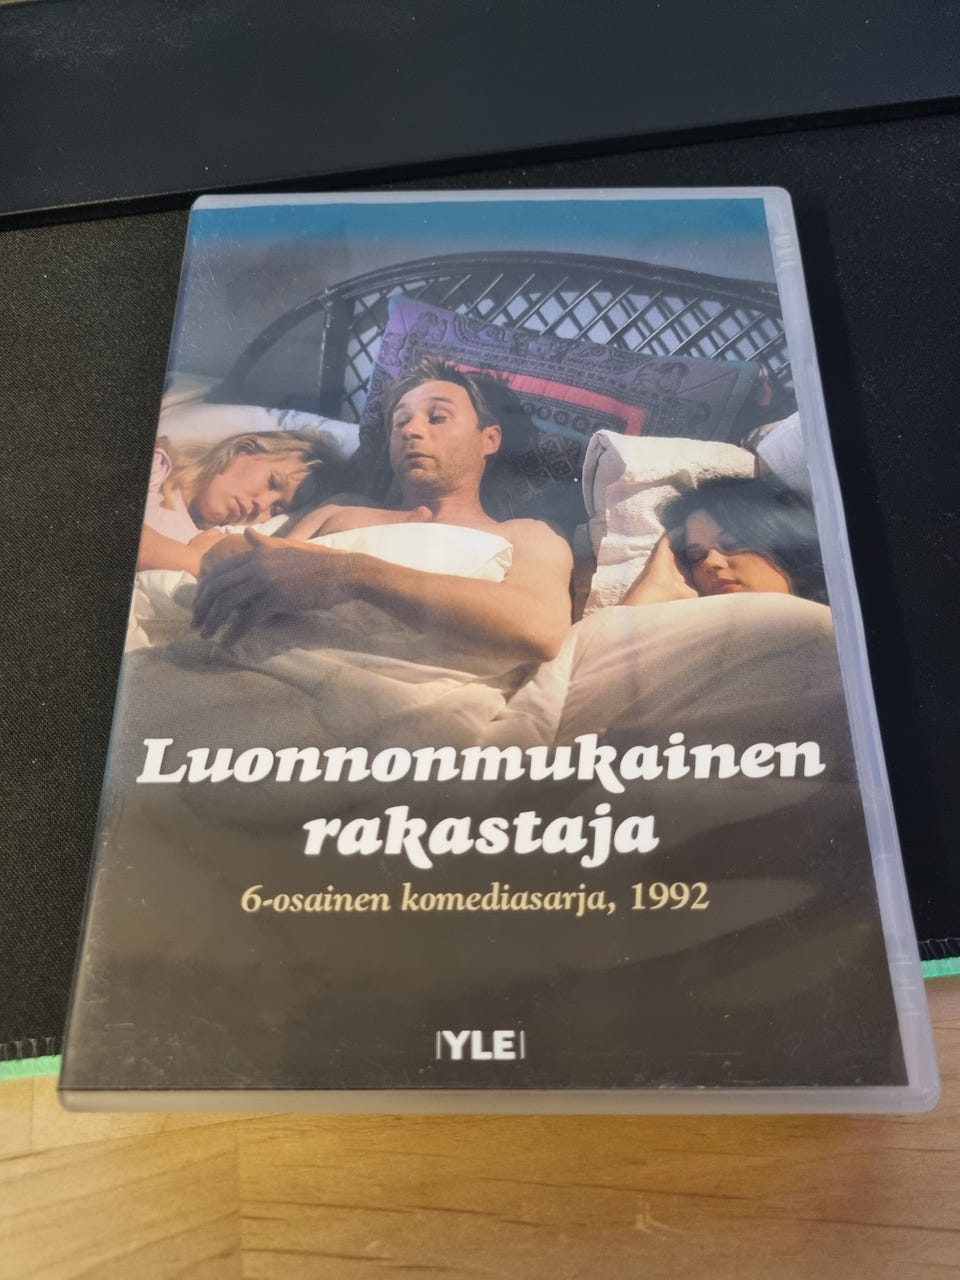 Luonnonmukainen
rakastaja
6-osainen komediasarja, 1992
YLE